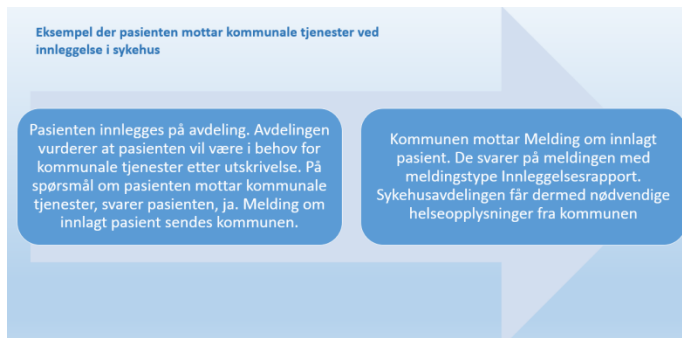 Eksempel der pasienten mottar kommunale tjenester ved
innleggelse i sykehus
Pasienten innlegges på avdeling. Avdelingen
vurderer at pasienten vil være i behov for
kommunale tjenester etter utskrivelse. På
spørsmål om pasienten mottar kommunale
tjenester, svarer pasienten, ja. Melding om
innlagt pasient sendes kommunen.
Kommunen mottar Melding om innlagt
pasient. De svarer på meldingen med
meldingstype Innleggelsesrapport.
Sykehusavdelingen får dermed nødvendige
helseopplysninger fra kommunen